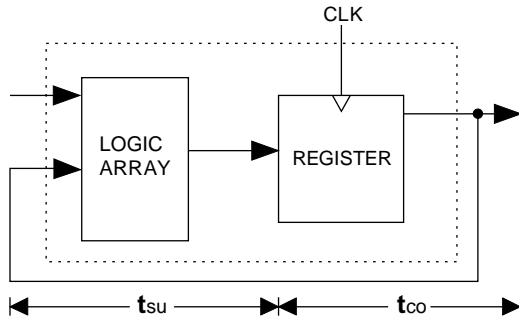 CLK
LOGIC
ARRAY
REGISTER
tsu
tco